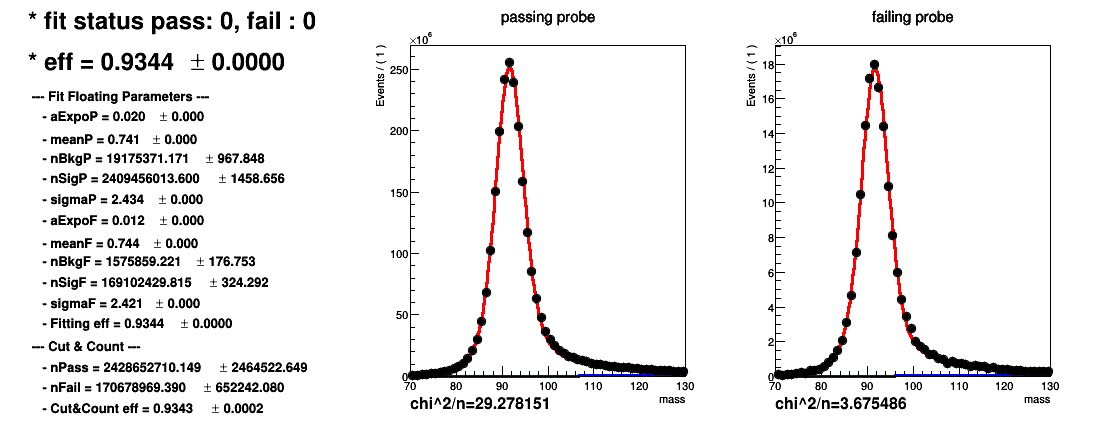 * fit status pass: 0, fail : 0
* eff = 0.9344 ± 0.0000
--- Fit Floating Parameters ---
- aExpoP = 0.020 ± 0.000
- meanP = 0.741 ± 0.000
- nBkgP = 19175371.171 ± 967.848
- nSigP = 2409456013.600 ± 1458.656
- sigmaP = 2.434 ± 0.000
- aExpoF = 0.012 ± 0.000
- meanF = 0.744 ± 0.000
- nBkgF = 1575859.221 ± 176.753
- nSigF = 169102429.815 ± 324.292
- sigmaF = 2.421 ± 0.000
- Fitting eff = 0.9344 ± 0.0000
--- Cut & Count ---
- nPass = 2428652710.149 ± 2464522.649
- nFail = 170678969.390 ± 652242.080
- Cut&Count eff = 0.9343 ± 0.0002
passing probe
×10^6
Events / ( 1 )
250
200
150
100
50
0
70 80 90 100 110 120 130
mass
chi^2/n=29.278151
failing probe
×10^6
Events / ( 1 )
18
16
14
12
10
8
6
4
2
0
70 80 90 100 110 120 130
mass
chi^2/n=3.675486